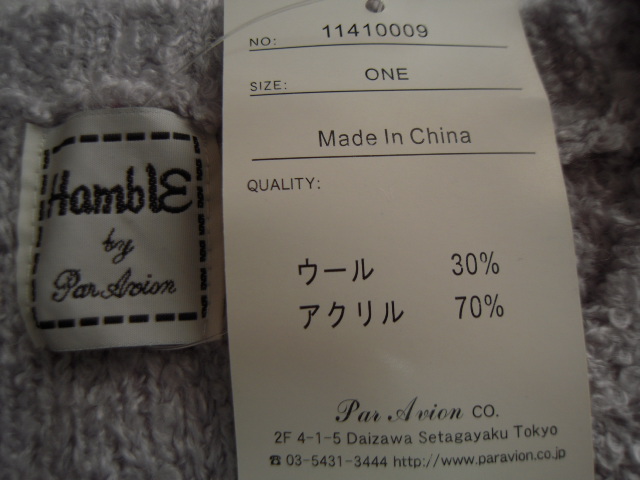 HamblE
by
Par Avion
NO: 11410009
SIZE: ONE
Made In China
QUALITY:
ウール 30%
アクリル 70%
Par Avion CO.
2F 4-1-5 Daizawa Setagayaku Tokyo
☎ 03-5431-3444 http://www.paravion.co.jp